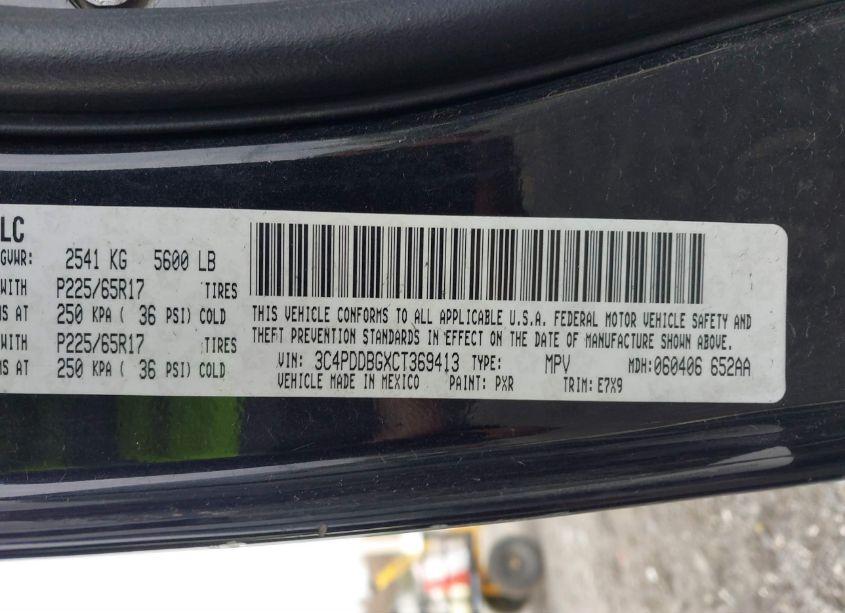 LC
GVWR: 2541 KG 5600 LB
WITH P225/65R17 TIRES
MS AT 250 KPA ( 36 PSI) COLD
WITH P225/65R17 TIRES
MS AT 250 KPA ( 36 PSI) COLD
THIS VEHICLE CONFORMS TO ALL APPLICABLE U.S.A. FEDERAL MOTOR VEHICLE SAFETY AND
THEFT PREVENTION STANDARDS IN EFFECT ON THE DATE OF MANUFACTURE SHOWN ABOVE.
VIN: 3C4PDDBGXCT369413 TYPE: MPV MDH:060406 652AA
VEHICLE MADE IN MEXICO PAINT: PXR TRIM: E7X9